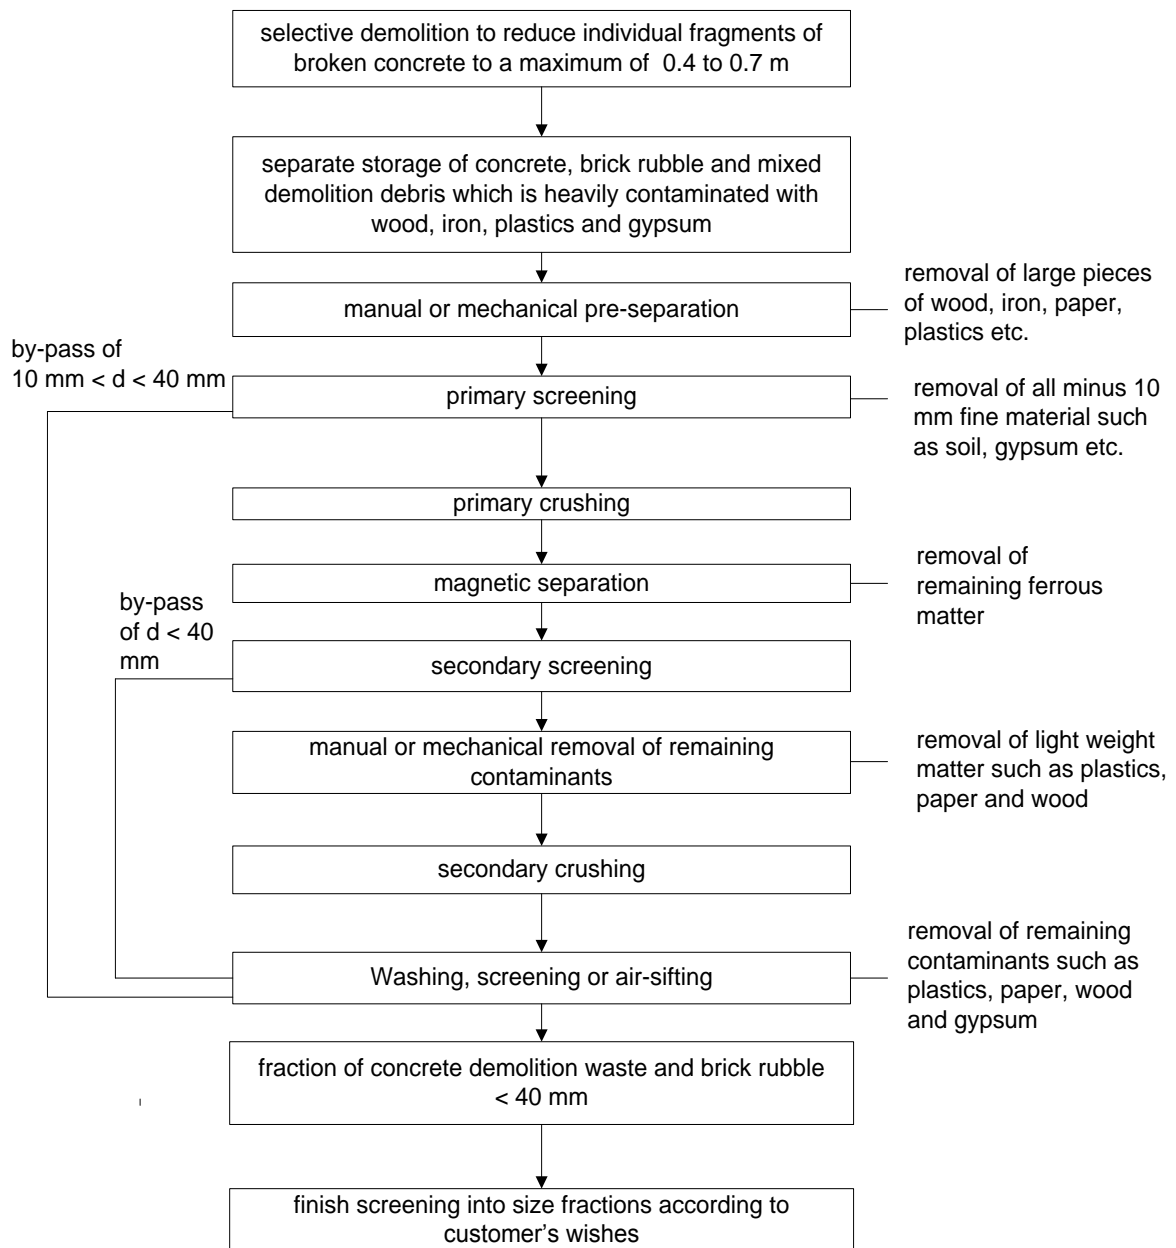 selective demolition to reduce individual fragments of
broken concrete to a maximum of 0.4 to 0.7 m
separate storage of concrete, brick rubble and mixed
demolition debris which is heavily contaminated with
wood, iron, plastics and gypsum
manual or mechanical pre-separation
removal of large pieces
of wood, iron, paper,
plastics etc.
by-pass of
10 mm < d < 40 mm
primary screening
removal of all minus 10
mm fine material such
as soil, gypsum etc.
primary crushing
magnetic separation
removal of
remaining ferrous
matter
by-pass
of d < 40
mm
secondary screening
manual or mechanical removal of remaining
contaminants
removal of light weight
matter such as plastics,
paper and wood
secondary crushing
Washing, screening or air-sifting
removal of remaining
contaminants such as
plastics, paper, wood
and gypsum
fraction of concrete demolition waste and brick rubble
< 40 mm
finish screening into size fractions according to
customer's wishes